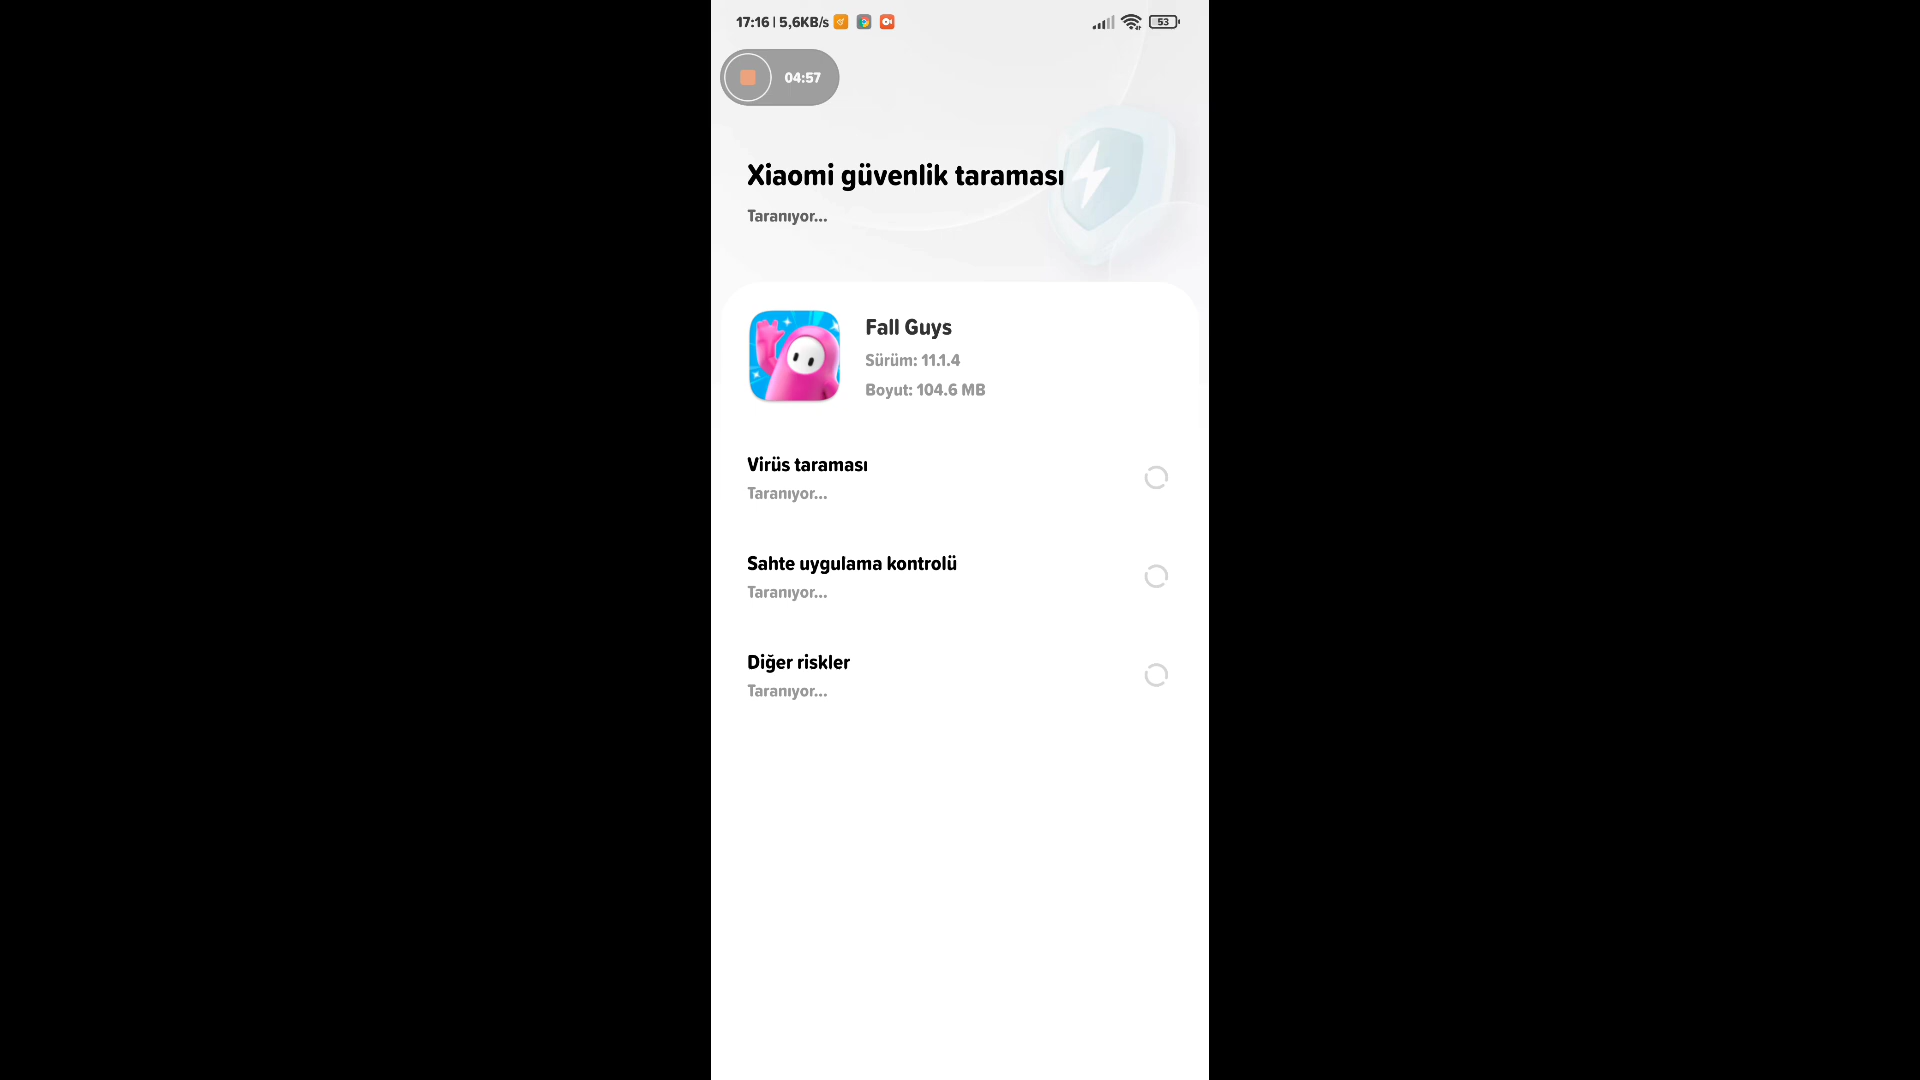 17:16 | 5,6KB/s
53
04:57
Xiaomi güvenlik taraması
Taranıyor...
Fall Guys
Sürüm: 11.1.4
Boyut: 104.6 MB
Virüs taraması
Taranıyor...
Sahte uygulama kontrolü
Taranıyor...
Diğer riskler
Taranıyor...